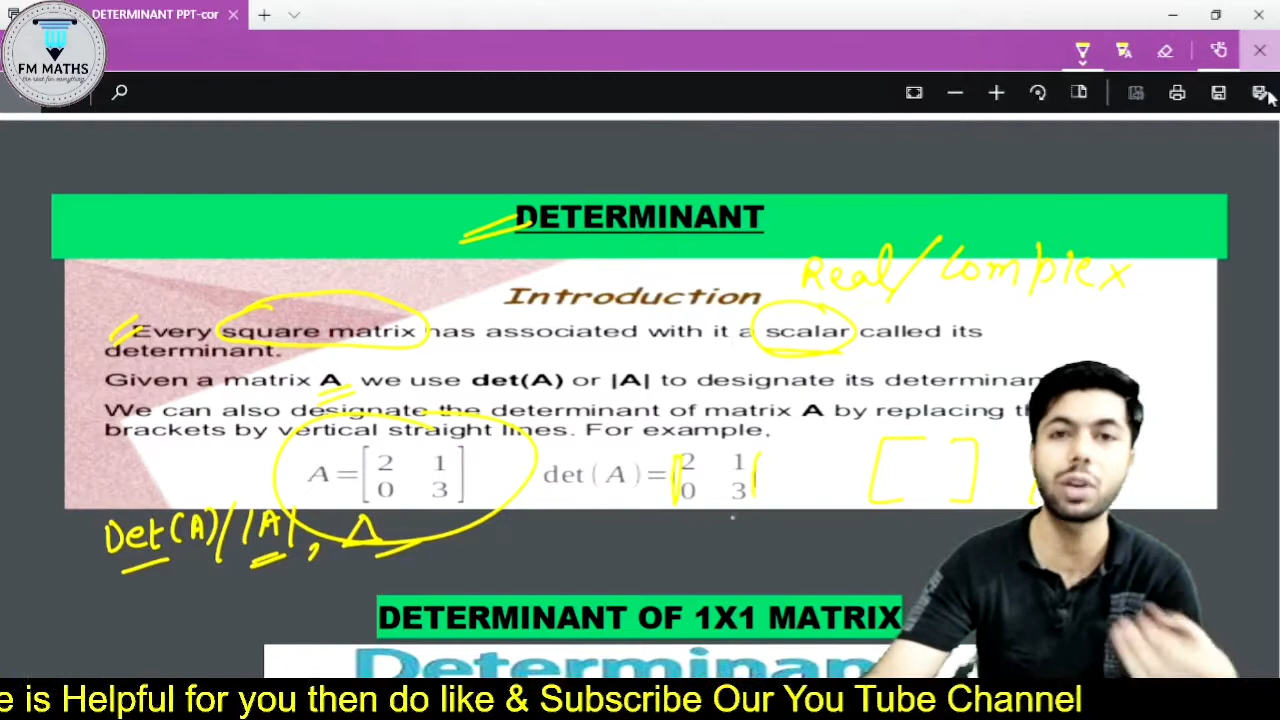 DETERMINANT PPT-cor
FM MATHS
DETERMINANT
Real/Complex
Introduction
Every square matrix has associated with it a scalar called its
determinant.
Given a matrix A, we use det(A) or |A| to designate its determinan
We can also designate the determinant of matrix A by replacing th
brackets by vertical straight lines. For example,
A = [ 2 1
0 3 ] det ( A ) = | 2 1
0 3 |
Det(A)/|A|, Δ
DETERMINANT OF 1X1 MATRIX
Determinan
e is Helpful for you then do like & Subscribe Our You Tube Channel